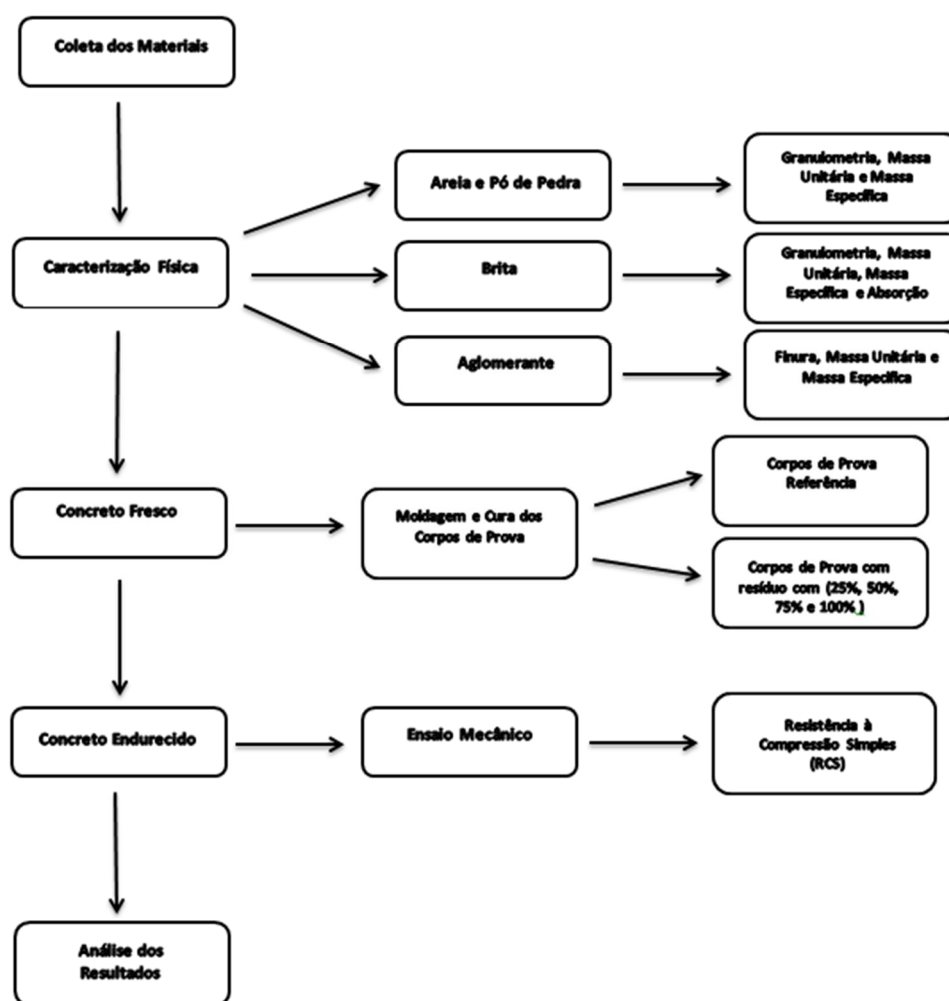 Coleta dos Materiais
Granulometria, Massa
Unitária e Massa
Específica
Areia e Pó de Pedra
Caracterização Física
Brita
Granulometria, Massa
Unitária, Massa
Específica e Absorção
Aglomerante
Finura, Massa Unitária e
Massa Especifica
Concreto Fresco
Moldagem e Cura dos
Corpos de Prova
Corpos de Prova
Referência
Corpos de Prova com
resíduo com (25%, 50%,
75% e 100% )
Concreto Endurecido
Ensaio Mecânico
Resistência à
Compressão Simples
(RCS)
Análise dos
Resultados